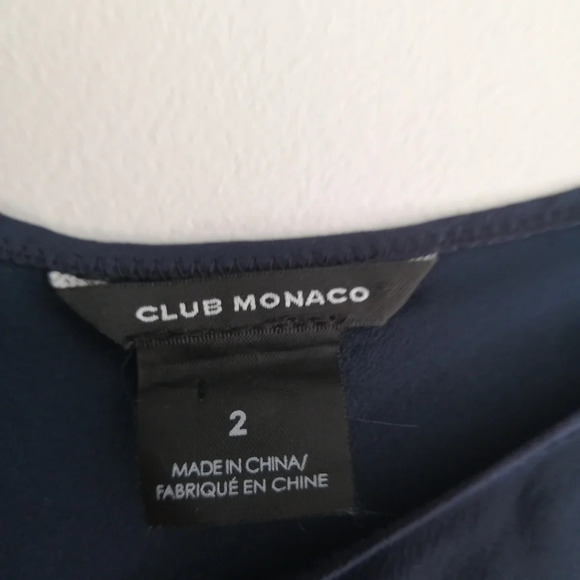 CLUB MONACO
2
MADE IN CHINA/
FABRIQUÉ EN CHINE